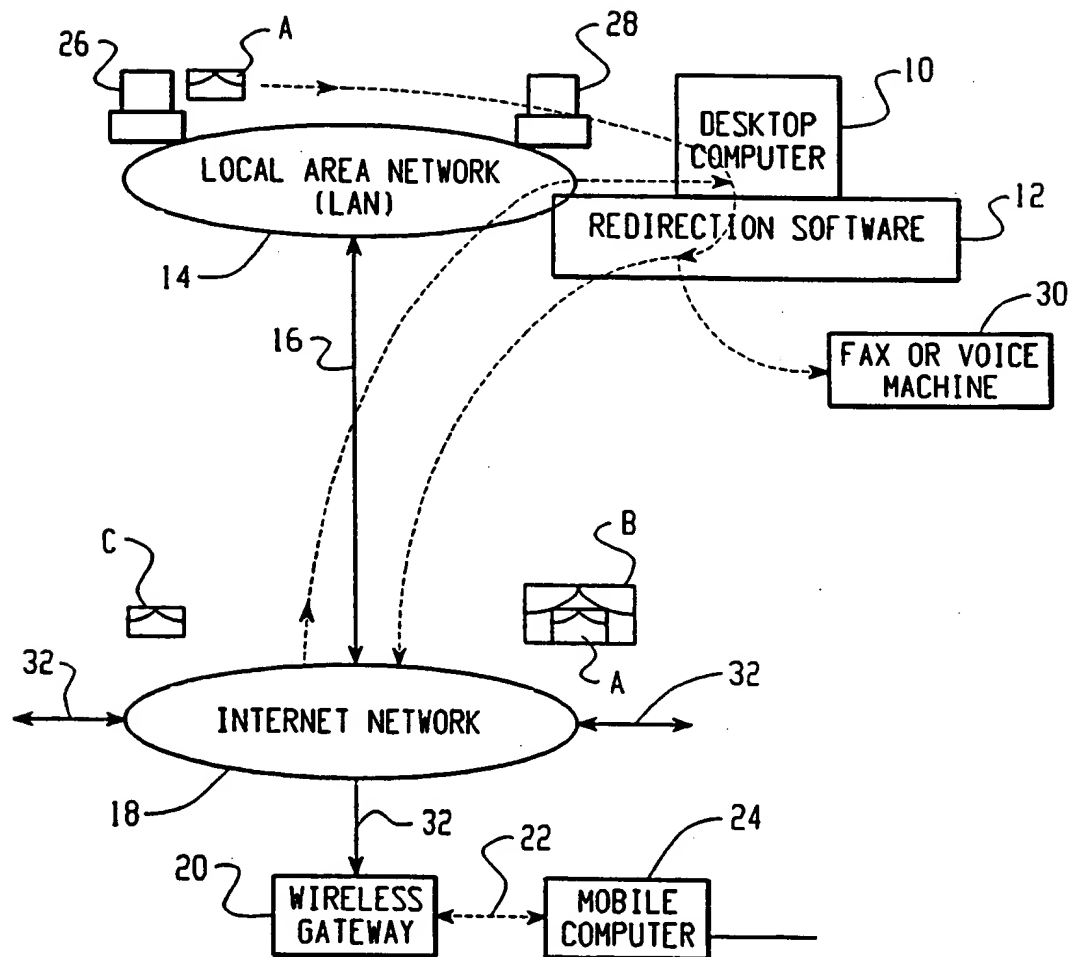 26
A
28
10
DESKTOP
COMPUTER
LOCAL AREA NETWORK
(LAN)
12
REDIRECTION SOFTWARE
14
30
16
FAX OR VOICE
MACHINE
C
B
A
32
32
INTERNET NETWORK
18
32
24
20
22
WIRELESS
GATEWAY
MOBILE
COMPUTER